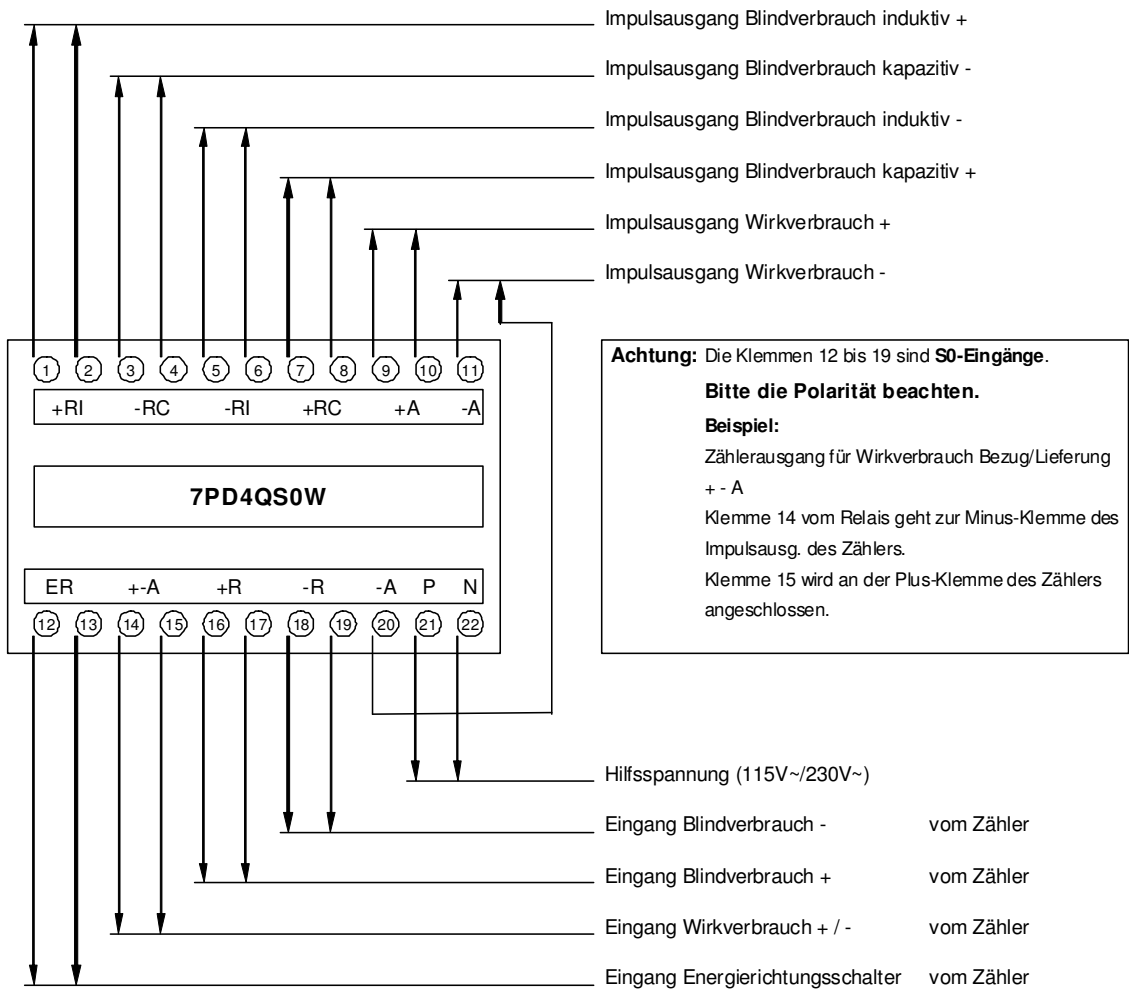 Impulsausgang Blindverbrauch induktiv +
Impulsausgang Blindverbrauch kapazitiv -
Impulsausgang Blindverbrauch induktiv -
Impulsausgang Blindverbrauch kapazitiv +
Impulsausgang Wirkverbrauch +
Impulsausgang Wirkverbrauch -
1 2 3 4 5 6 7 8 9 10 11
+RI -RC -RI +RC +A -A
7PD4QS0W
ER +-A +R -R -A P N
12 13 14 15 16 17 18 19 20 21 22
Achtung: Die Klemmen 12 bis 19 sind S0-Eingänge.
Bitte die Polarität beachten.
Beispiel:
Zählerausgang für Wirkverbrauch Bezug/Lieferung
+ - A
Klemme 14 vom Relais geht zur Minus-Klemme des
Impulsausg. des Zählers.
Klemme 15 wird an der Plus-Klemme des Zählers
angeschlossen.
Hilfsspannung (115V~/230V~)
Eingang Blindverbrauch - vom Zähler
Eingang Blindverbrauch + vom Zähler
Eingang Wirkverbrauch + / - vom Zähler
Eingang Energierichtungsschalter vom Zähler